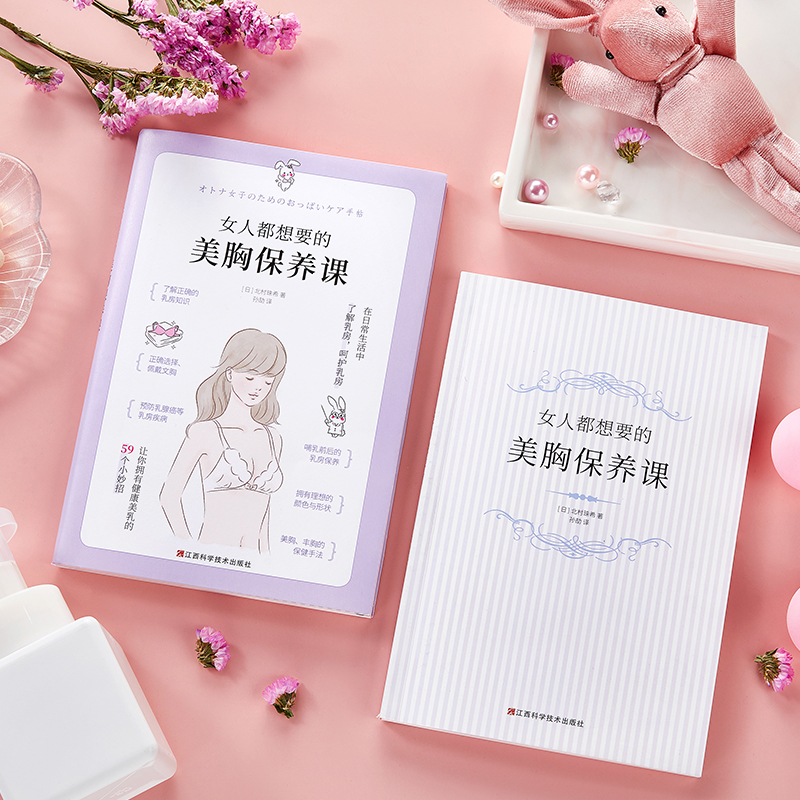 オトナ女子のためのおっぱいケア手帖
女人都想要的
美胸保养课
[日]北村珠希 著
孙劼 译
了解正确的
乳房知识
正确选择、
佩戴文胸
预防乳腺癌等
乳房疾病
让你拥有健康美乳的
59个小妙招
在日常生活中
了解乳房，呵护乳房
哺乳前后的
乳房保养
拥有理想的
颜色与形状
美胸、丰胸的
保健手法
江西科学技术出版社
女人都想要的
美胸保养课
[日]北村珠希 著
孙劼 译
江西科学技术出版社